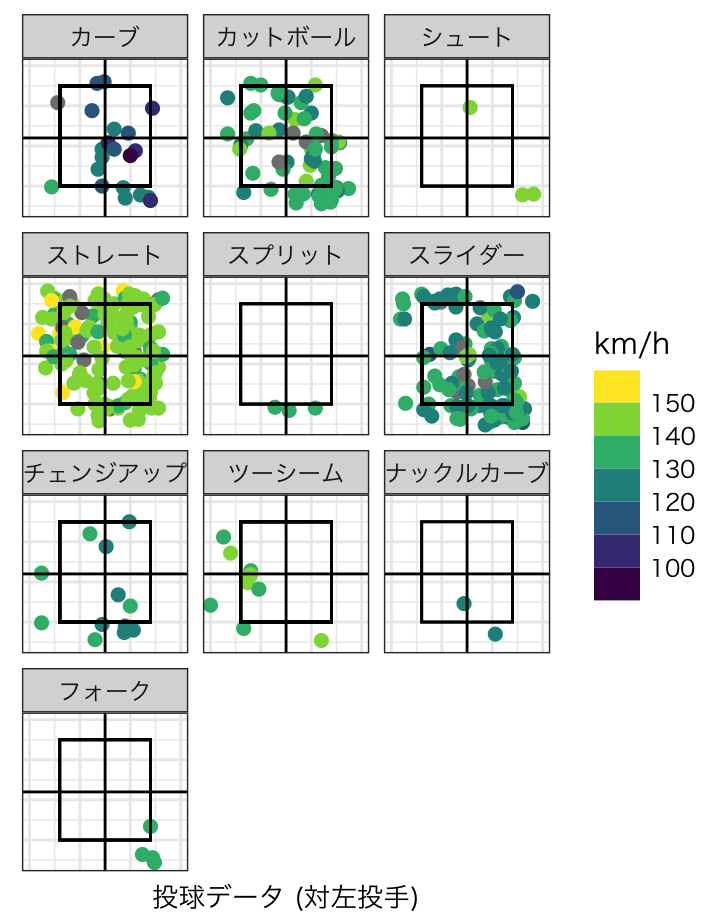 カーブ
カットボール
シュート
ストレート
スプリット
スライダー
チェンジアップ
ツーシーム
ナックルカーブ
フォーク
km/h
150
140
130
120
110
100
投球データ (対左投手)